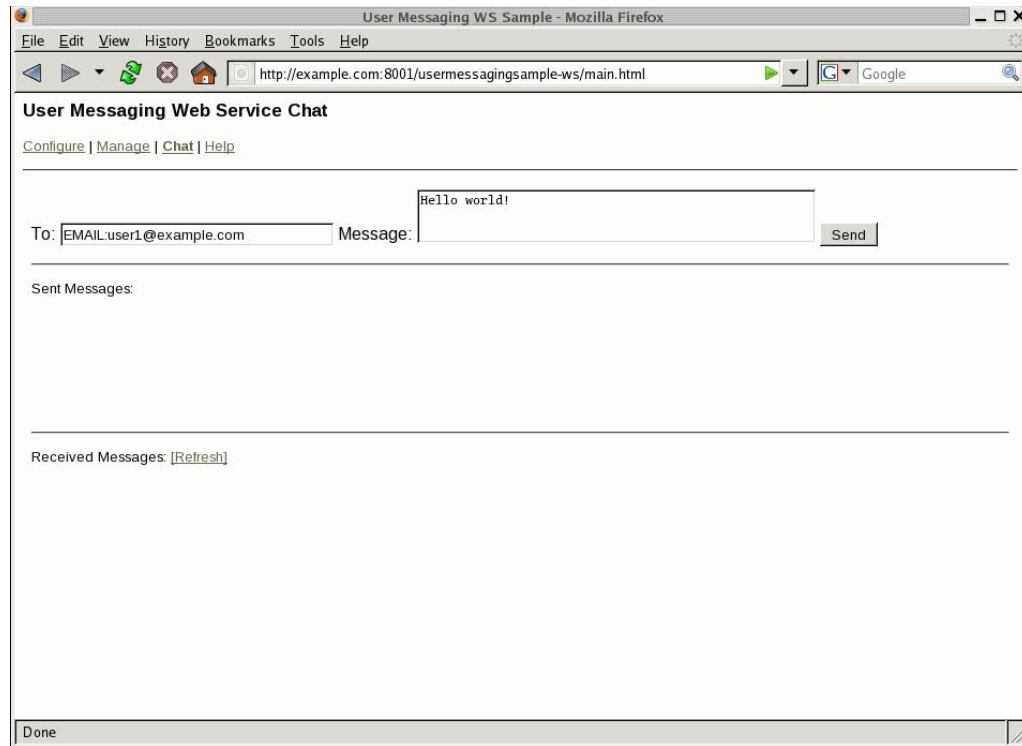 User Messaging WS Sample - Mozilla Firefox
File Edit View History Bookmarks Tools Help
http://example.com:8001/usermessagingsample-ws/main.html G Google
User Messaging Web Service Chat
Configure | Manage | Chat | Help
To: EMAIL:user1@example.com Message: Hello world! Send
Sent Messages:
Received Messages: [Refresh]
Done